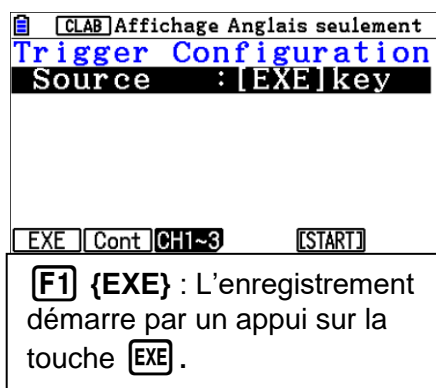 CLAB Affichage Anglais seulement
Trigger Configuration
Source :[EXE]key
EXE Cont CH1~3 [START]
F1 {EXE} : L'enregistrement
démarre par un appui sur la
touche EXE.